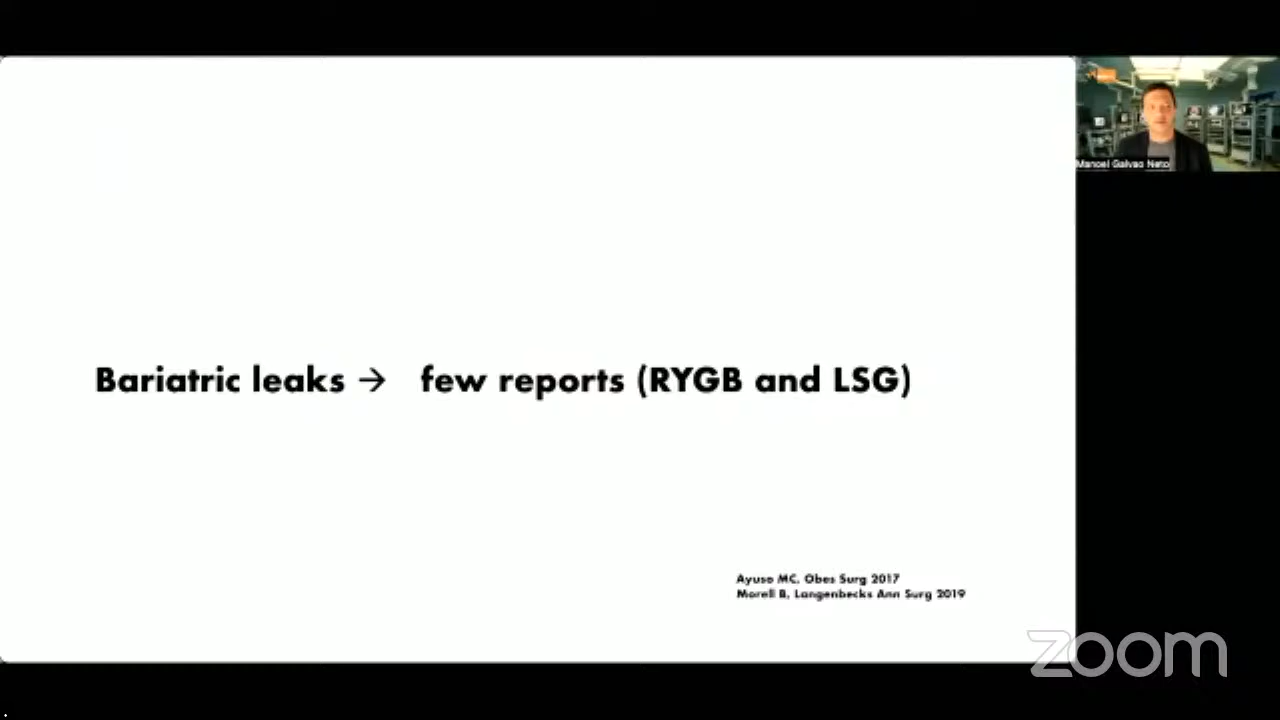 Manoel Galvao Neto
Bariatric leaks → few reports (RYGB and LSG)
Ayuso MC, Obes Surg 2017
Morell B, Langenbecks Ann Surg 2019
zoom